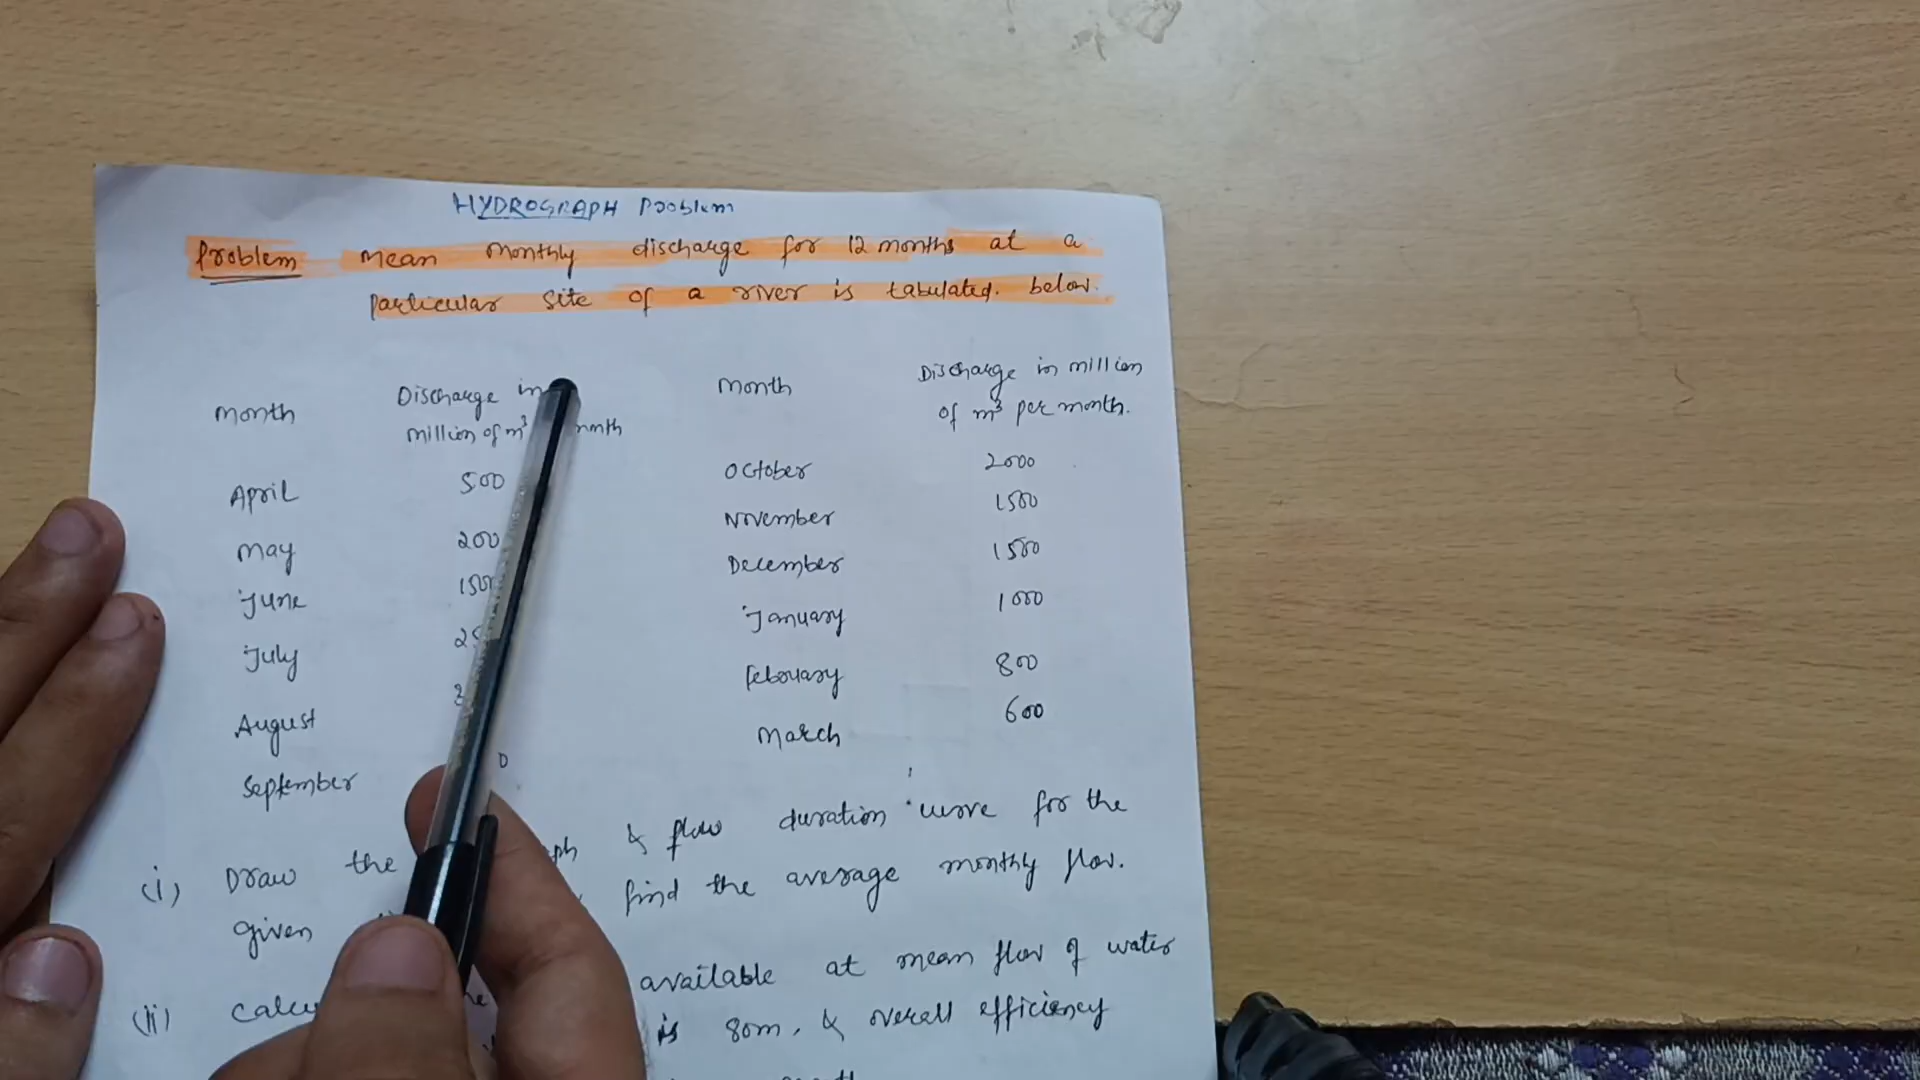 HYDROGRAPH Problem
Problem Mean Monthly discharge for 12 months at a
particular site of a river is tabulated. below.
Month Discharge in Month Discharge in million
million of m³ of m³ per month.
April 500 October 2000
May 200 November 1500
June December 1500
July January 1000
August February 800
September March 600
(i) Draw the & flow duration curve for the
given find the average monthly flow.
(ii) available at mean flow of water
is 80m, & overall efficiency